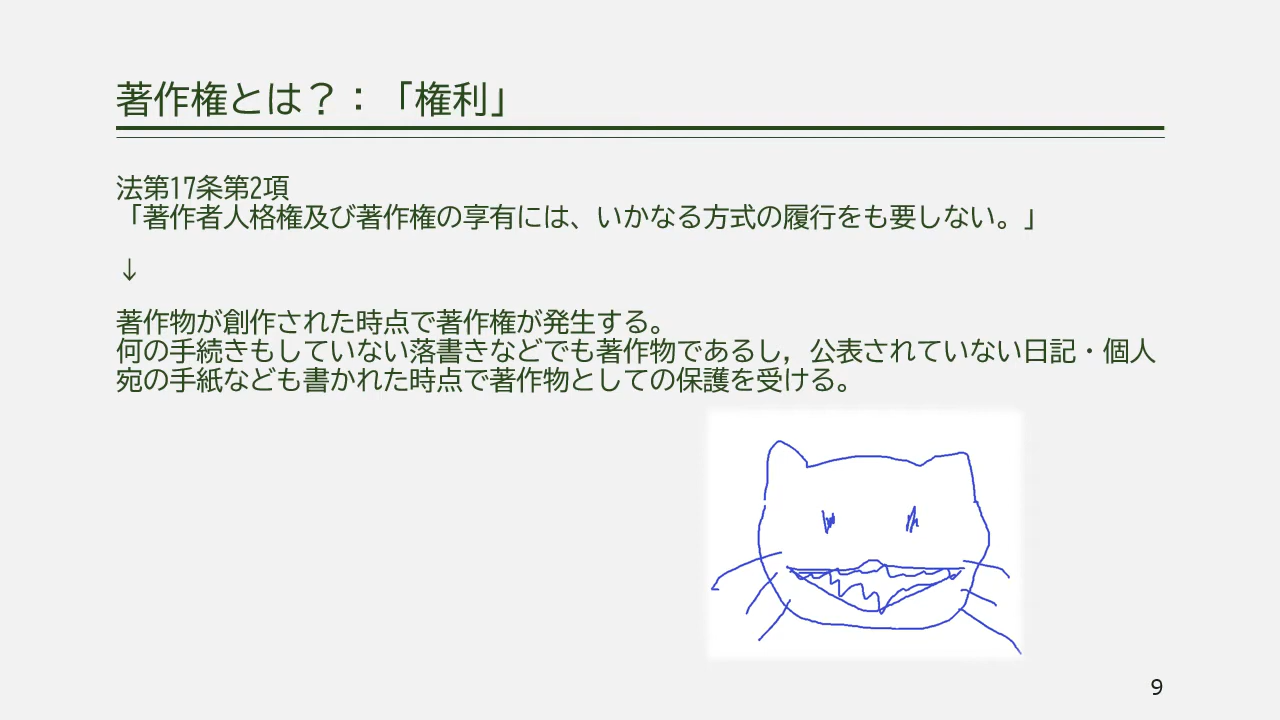 著作権とは？：「権利」
法第17条第2項
「著作者人格権及び著作権の享有には、いかなる方式の履行をも要しない。」
↓
著作物が創作された時点で著作権が発生する。
何の手続きもしていない落書きなどでも著作物であるし，公表されていない日記・個人
宛の手紙なども書かれた時点で著作物としての保護を受ける。
9